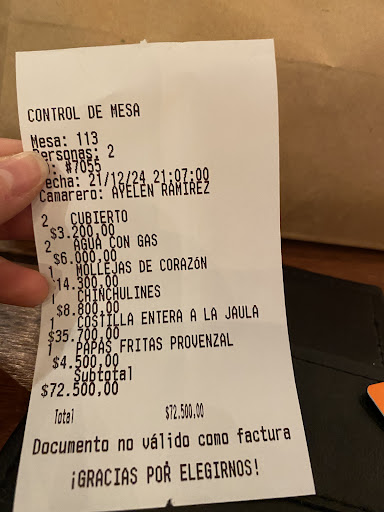 CONTROL DE MESA
Mesa: 113
Personas: 2
#7055
Fecha: 21/12/24 21:07:00
Camarero: AYELEN RAMIREZ
2 CUBIERTO
$3.200,00
2 AGUA CON GAS
$6.000,00
1 MOLLEJAS DE CORAZóN
$14.300,00
1 CHINCHULINES
$8.800,00
1 COSTILLA ENTERA A LA JAULA
$35.700,00
1 PAPAS FRITAS PROVENZAL
$4.500,00
Subtotal
$72.500,00
Total $72.500,00
Documento no válido como factura
¡GRACIAS POR ELEGIRNOS!